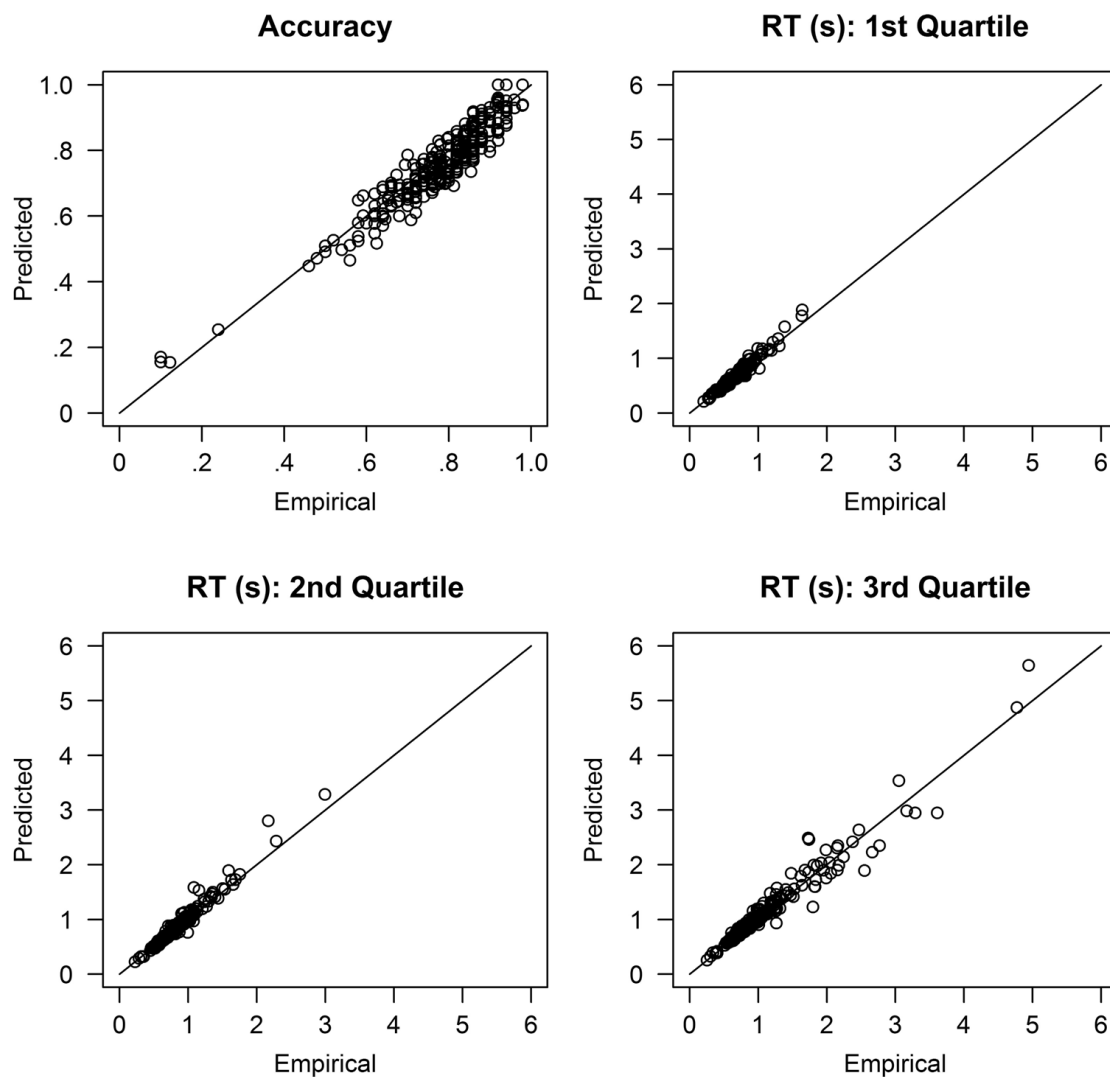 Accuracy
Predicted
1.0
.8
.6
.4
.2
0
0 .2 .4 .6 .8 1.0
Empirical
RT (s): 1st Quartile
Predicted
6
5
4
3
2
1
0
0 1 2 3 4 5 6
Empirical
RT (s): 2nd Quartile
Predicted
6
5
4
3
2
1
0
0 1 2 3 4 5 6
Empirical
RT (s): 3rd Quartile
Predicted
6
5
4
3
2
1
0
0 1 2 3 4 5 6
Empirical